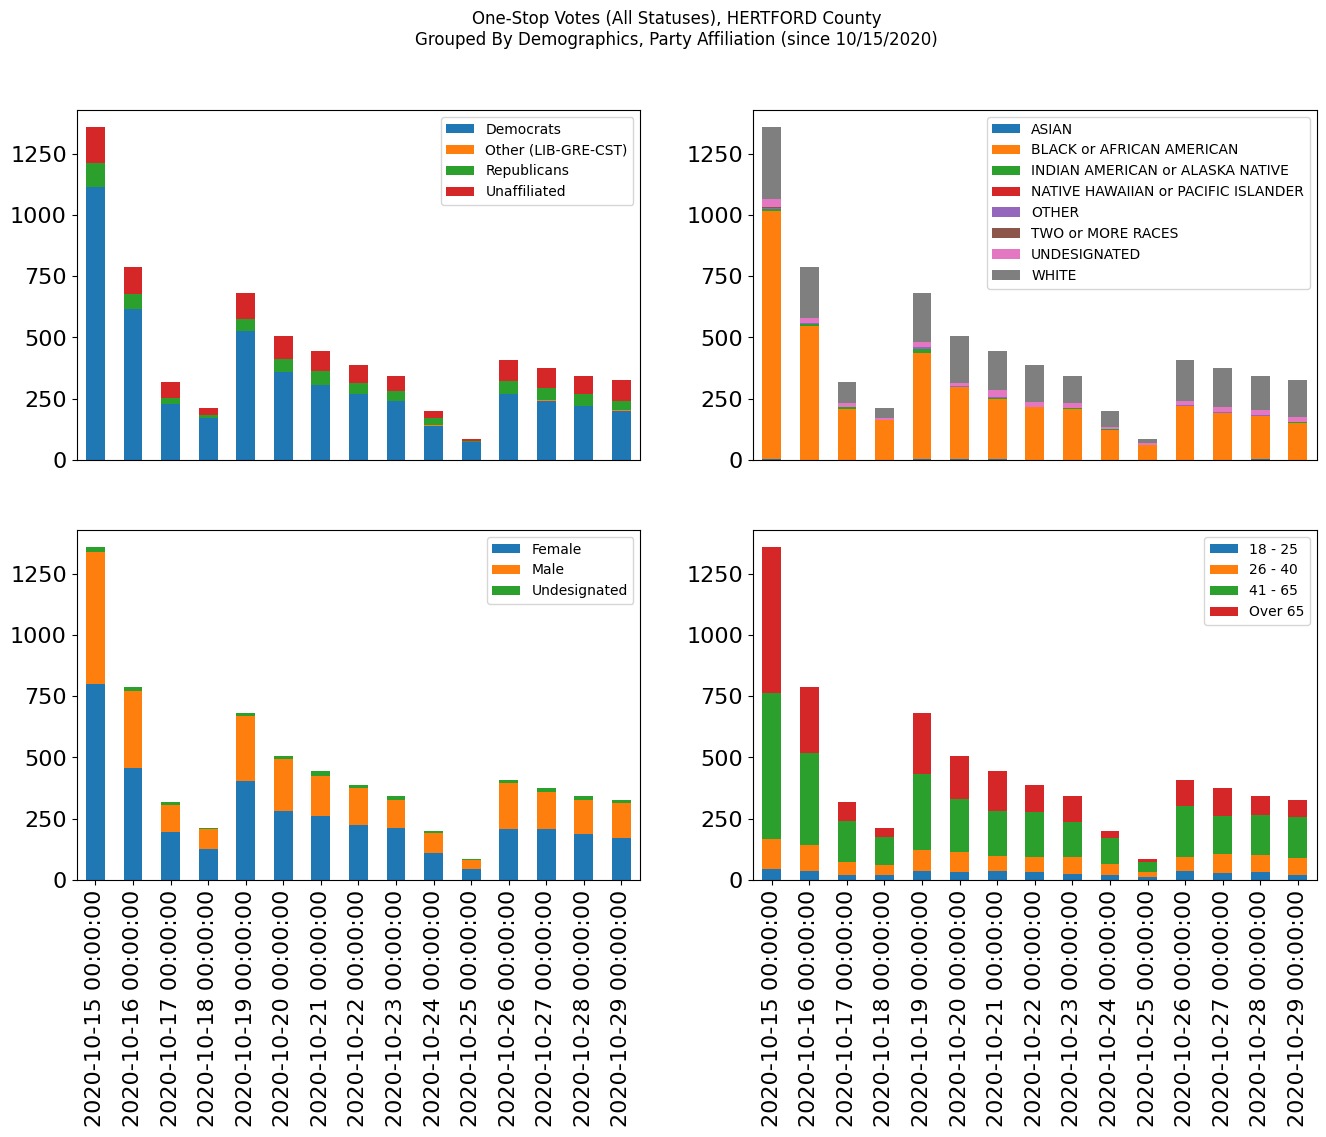 One-Stop Votes (All Statuses), HERTFORD County
Grouped By Demographics, Party Affiliation (since 10/15/2020)
1250
1000
750
500
250
0
Democrats
Other (LIB-GRE-CST)
Republicans
Unaffiliated
1250
1000
750
500
250
0
ASIAN
BLACK or AFRICAN AMERICAN
INDIAN AMERICAN or ALASKA NATIVE
NATIVE HAWAIIAN or PACIFIC ISLANDER
OTHER
TWO or MORE RACES
UNDESIGNATED
WHITE
1250
1000
750
500
250
0
Female
Male
Undesignated
2020-10-15 00:00:00
2020-10-16 00:00:00
2020-10-17 00:00:00
2020-10-18 00:00:00
2020-10-19 00:00:00
2020-10-20 00:00:00
2020-10-21 00:00:00
2020-10-22 00:00:00
2020-10-23 00:00:00
2020-10-24 00:00:00
2020-10-25 00:00:00
2020-10-26 00:00:00
2020-10-27 00:00:00
2020-10-28 00:00:00
2020-10-29 00:00:00
1250
1000
750
500
250
0
18 - 25
26 - 40
41 - 65
Over 65
2020-10-15 00:00:00
2020-10-16 00:00:00
2020-10-17 00:00:00
2020-10-18 00:00:00
2020-10-19 00:00:00
2020-10-20 00:00:00
2020-10-21 00:00:00
2020-10-22 00:00:00
2020-10-23 00:00:00
2020-10-24 00:00:00
2020-10-25 00:00:00
2020-10-26 00:00:00
2020-10-27 00:00:00
2020-10-28 00:00:00
2020-10-29 00:00:00